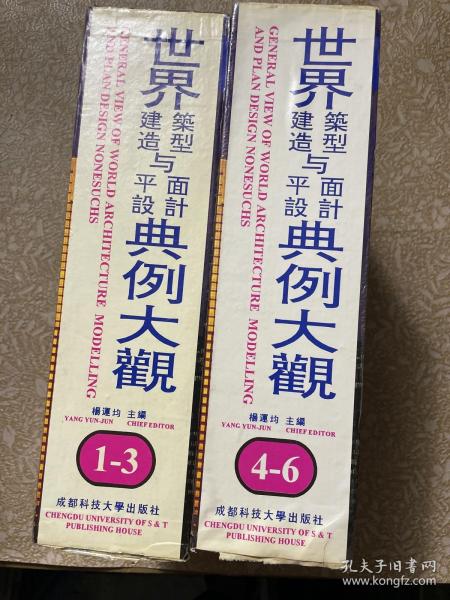 世界
建築
造型
与
平面
設計
典例大觀
GENERAL VIEW OF WORLD ARCHITECTURE MODELLING
AND PLAN DESIGN NONESUCHS
楊運均 主編
YANG YUN-JUN CHIEF EDITOR
1-3
成都科技大學出版社
CHENGDU UNIVERSITY OF S & T
PUBLISHING HOUSE
世界
建築
造型
与
平面
設計
典例大觀
GENERAL VIEW OF WORLD ARCHITECTURE MODELLING
AND PLAN DESIGN NONESUCHS
楊運均 主編
YANG YUN-JUN CHIEF EDITOR
4-6
成都科技大學出版社
CHENGDU UNIVERSITY OF S & T
PUBLISHING HOUSE
孔夫子旧书网
www.kongfz.com